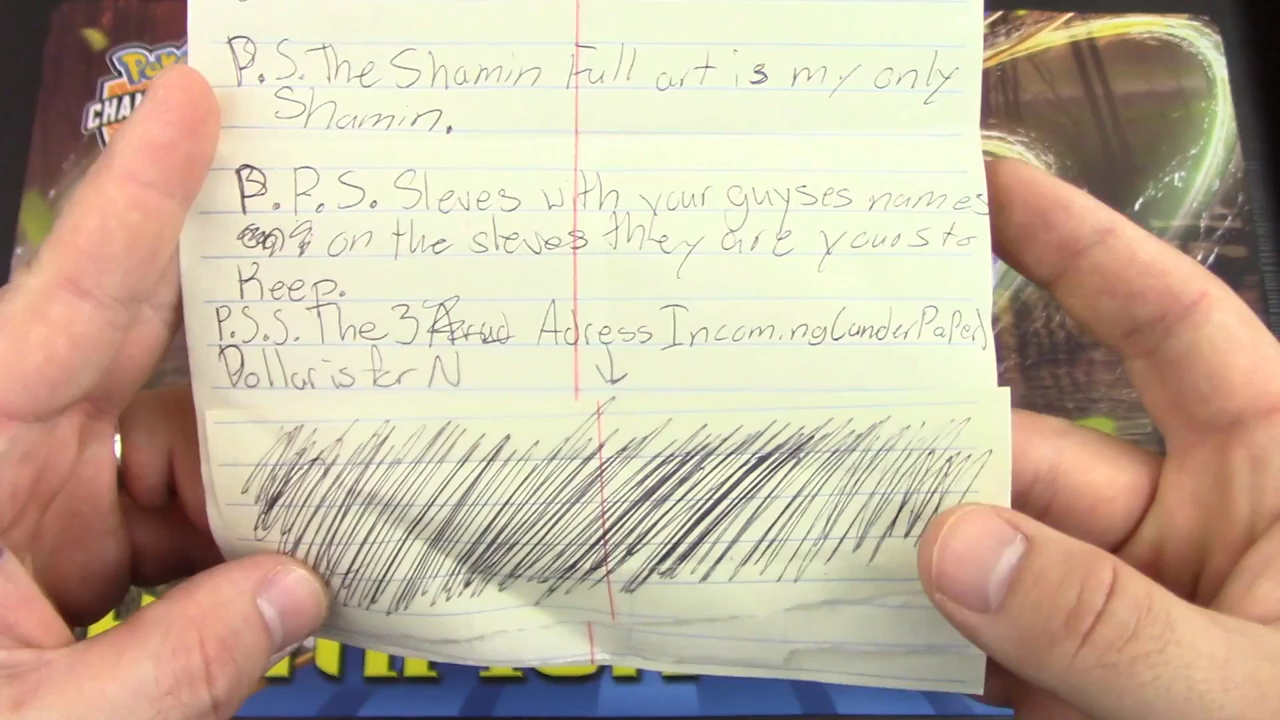 P.S. The Shamin Full art is my only
Shamin.
P.P.S. Sleves with your guyses names
on the sleves they are yours to
Keep.
P.S.S. The 3 Adress Incoming (under Paper)
Dollar is for N